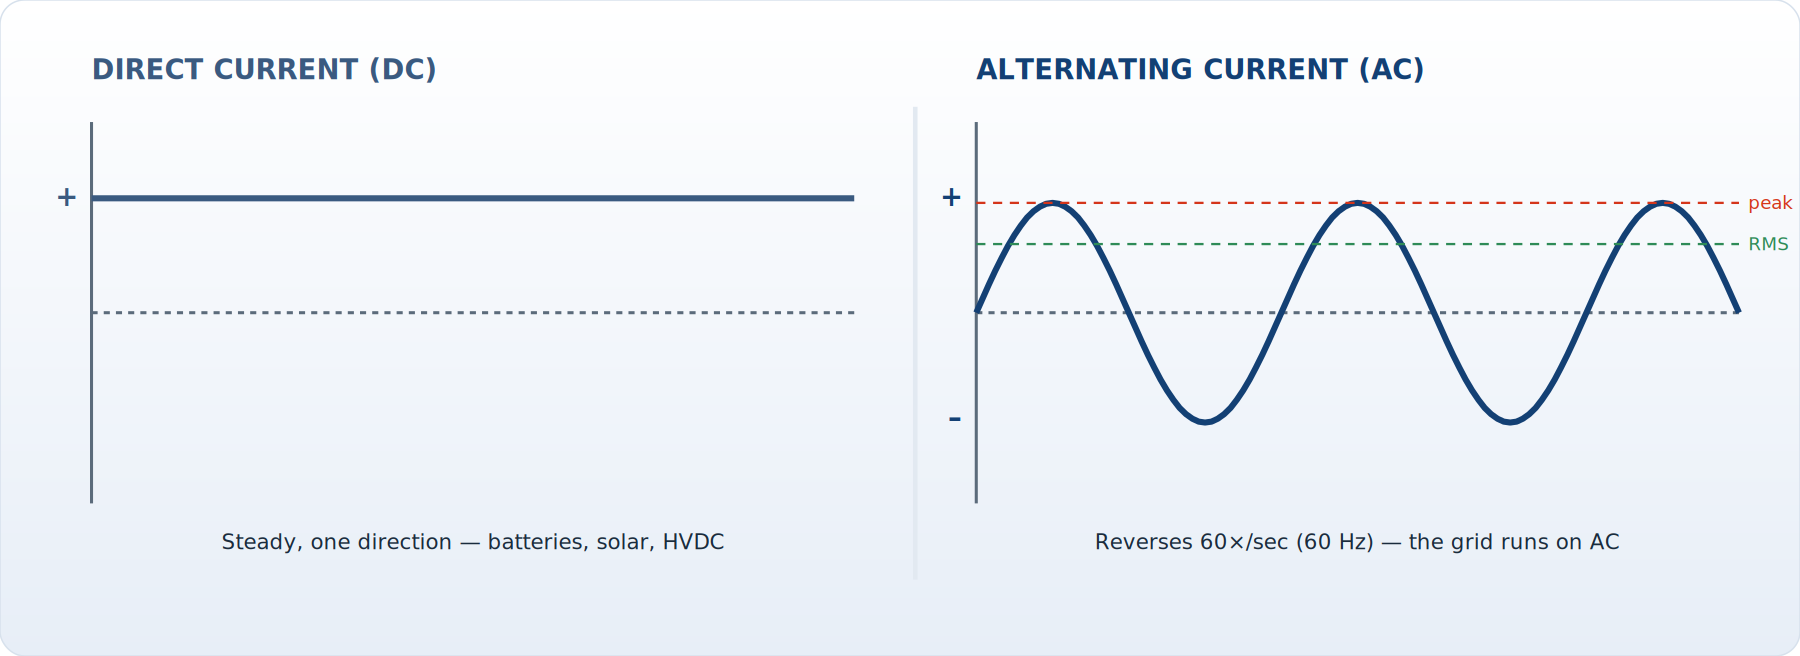 DIRECT CURRENT (DC)
+
Steady, one direction — batteries, solar, HVDC
ALTERNATING CURRENT (AC)
+
peak
RMS
–
Reverses 60×/sec (60 Hz) — the grid runs on AC